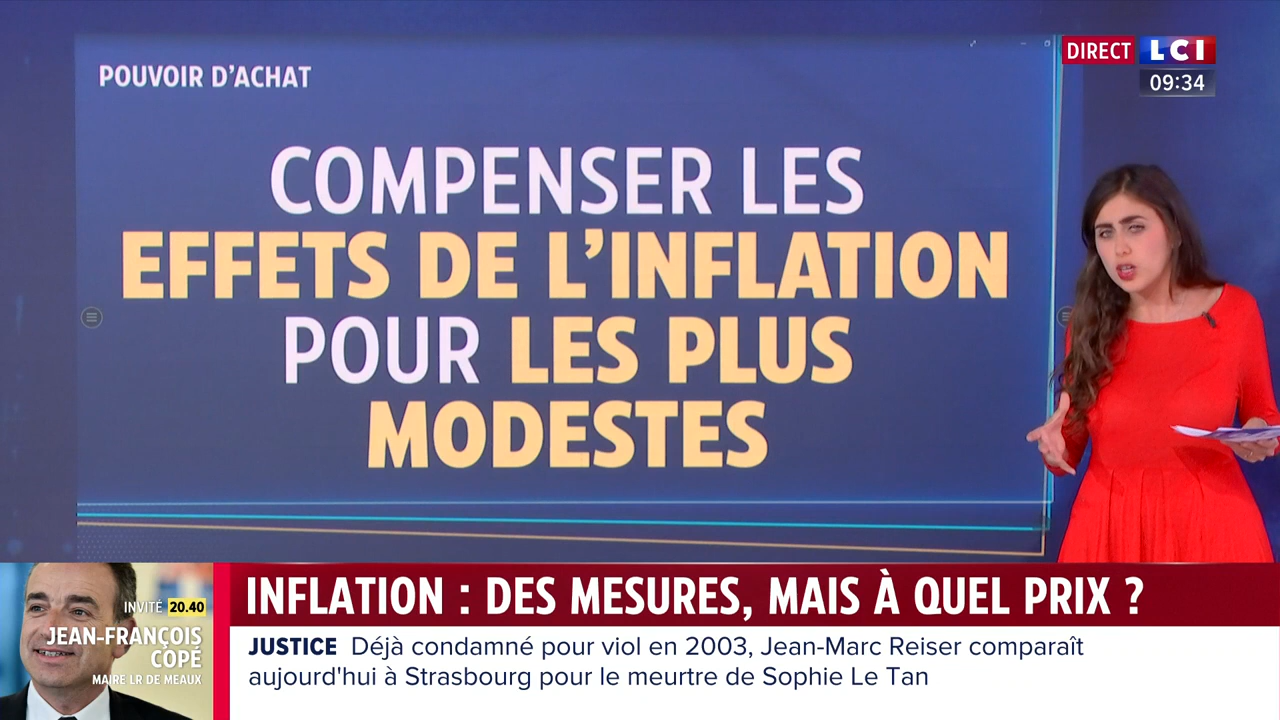 POUVOIR D'ACHAT
DIRECT LCI
09:34
COMPENSER LES
EFFETS DE L'INFLATION
POUR LES PLUS
MODESTES
INVITÉ 20.40
JEAN-FRANÇOIS
COPÉ
MAIRE LR DE MEAUX
INFLATION : DES MESURES, MAIS À QUEL PRIX ?
JUSTICE Déjà condamné pour viol en 2003, Jean-Marc Reiser comparaît
aujourd'hui à Strasbourg pour le meurtre de Sophie Le Tan